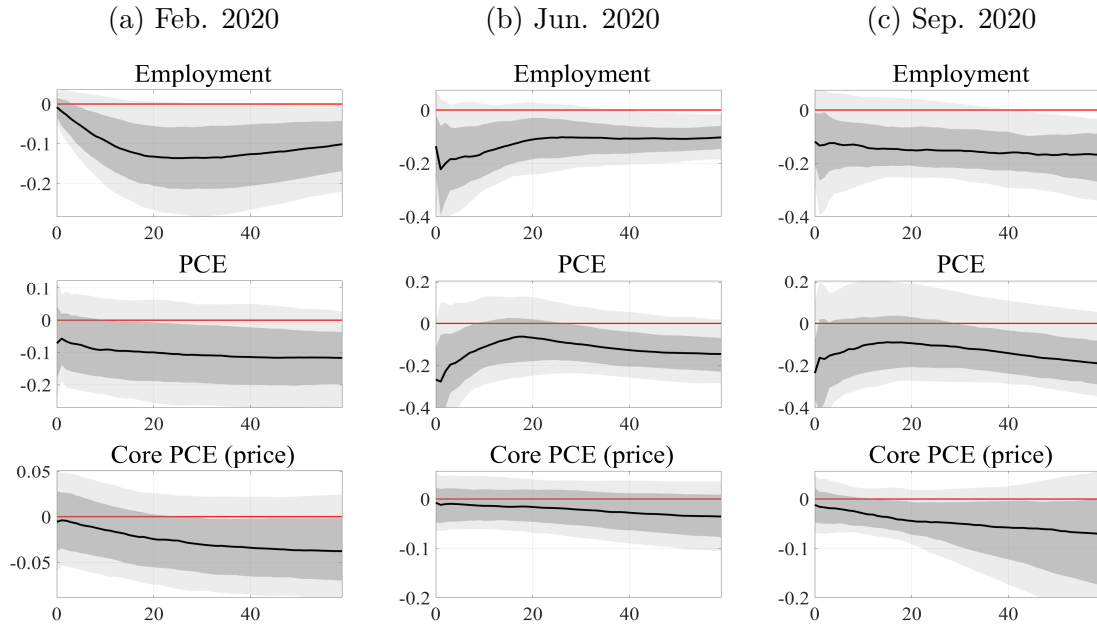 (a) Feb. 2020 (b) Jun. 2020 (c) Sep. 2020
Employment Employment Employment
0 0 0
-0.1 -0.2 -0.2
-0.2 -0.4 -0.4
0 20 40 0 20 40 0 20 40
PCE PCE PCE
0.1 0.2 0.2
0 0 0
-0.1 -0.2 -0.2
-0.2 -0.4 -0.4
0 20 40 0 20 40 0 20 40
Core PCE (price) Core PCE (price) Core PCE (price)
0.05 0 0
0 -0.1 -0.1
-0.05 -0.2 -0.2
0 20 40 0 20 40 0 20 40